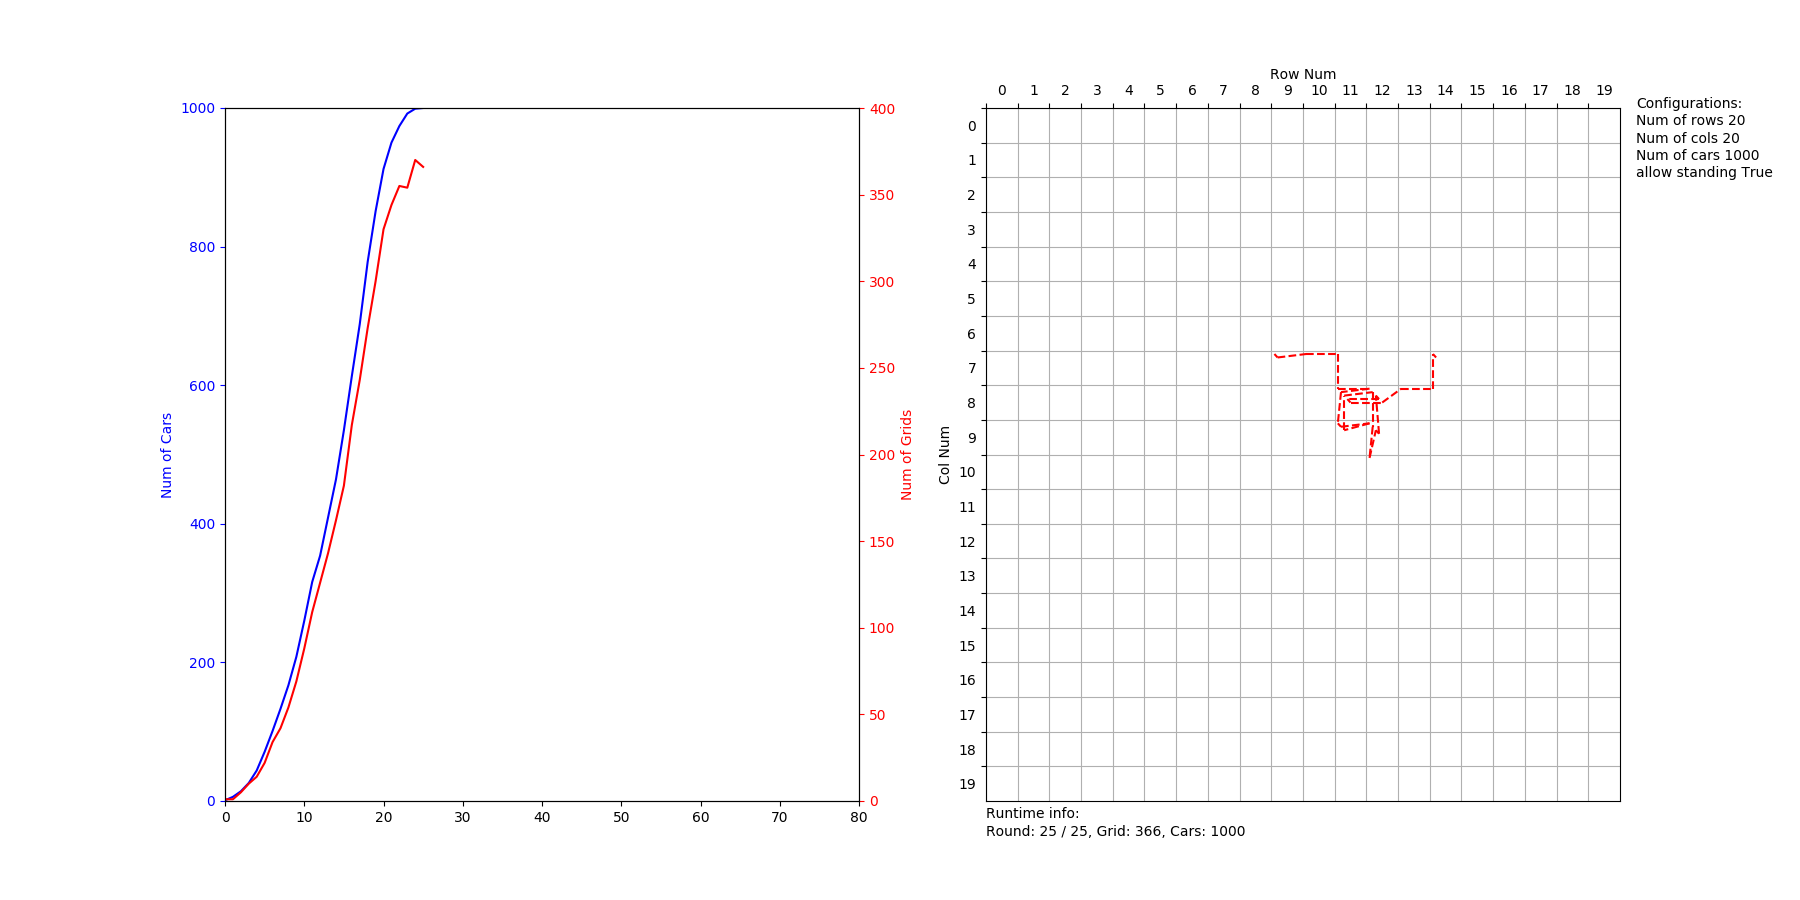 Num of Cars
1000
800
600
400
200
0
0 10 20 30 40 50 60 70 80
400
350
300
250
200
150
100
50
0
Num of Grids
Row Num
0 1 2 3 4 5 6 7 8 9 10 11 12 13 14 15 16 17 18 19
Col Num
0
1
2
3
4
5
6
7
8
9
10
11
12
13
14
15
16
17
18
19
Configurations:
Num of rows 20
Num of cols 20
Num of cars 1000
allow standing True
Runtime info:
Round: 25 / 25, Grid: 366, Cars: 1000